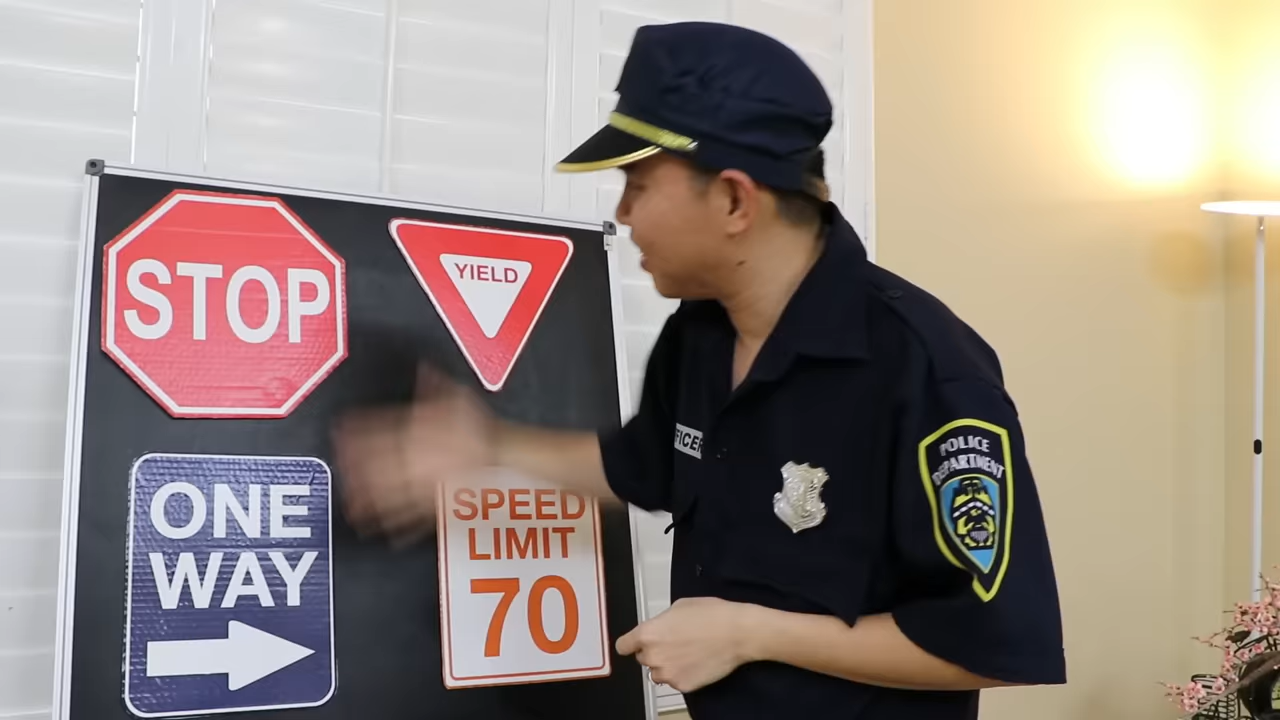 STOP
YIELD
ONE
WAY
SPEED
LIMIT
70
POLICE
DEPARTMENT